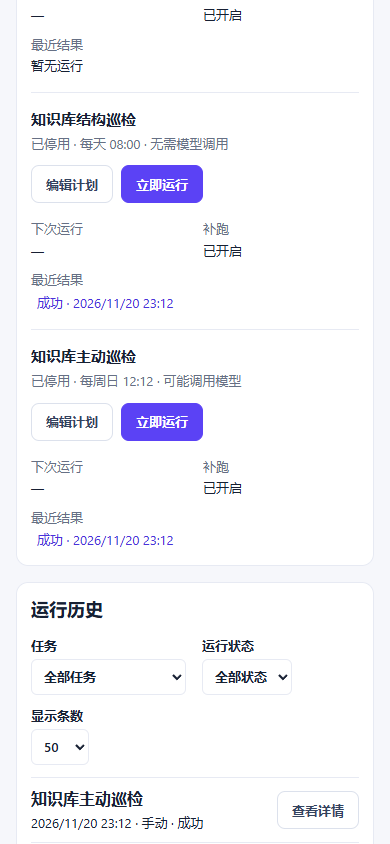 — 已开启
最近结果
暂无运行
知识库结构巡检
已停用 · 每天 08:00 · 无需模型调用
编辑计划 立即运行
下次运行 补跑
— 已开启
最近结果
成功 · 2026/11/20 23:12
知识库主动巡检
已停用 · 每周日 12:12 · 可能调用模型
编辑计划 立即运行
下次运行 补跑
— 已开启
最近结果
成功 · 2026/11/20 23:12
运行历史
任务 运行状态
全部任务 全部状态
显示条数
50
知识库主动巡检
查看详情
2026/11/20 23:12 · 手动 · 成功